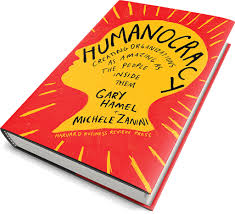 HUMANOCRACY
CREATING ORGANIZATIONS
AS AMAZING AS
THE PEOPLE
INSIDE
THEM
GARY
HAMEL
+ MICHELE ZANINI
HARVARD BUSINESS REVIEW PRESS